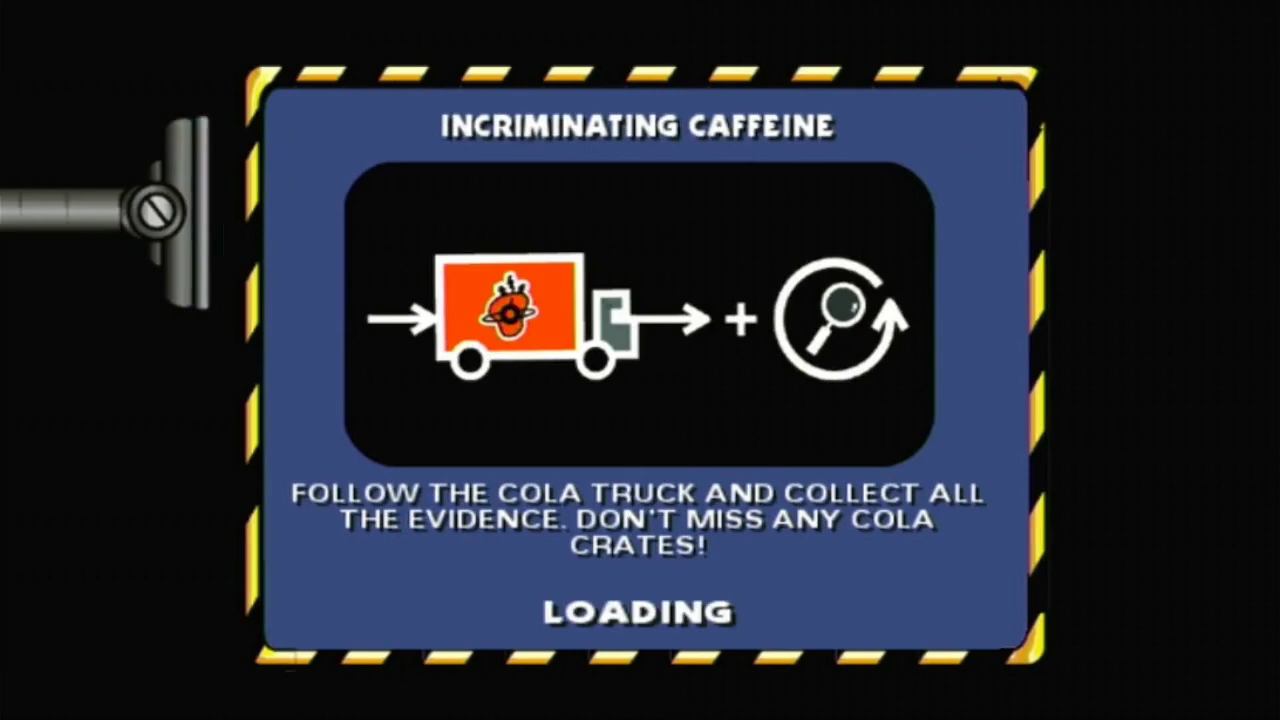 INCRIMINATING CAFFEINE
FOLLOW THE COLA TRUCK AND COLLECT ALL
THE EVIDENCE. DON'T MISS ANY COLA
CRATES!
LOADING